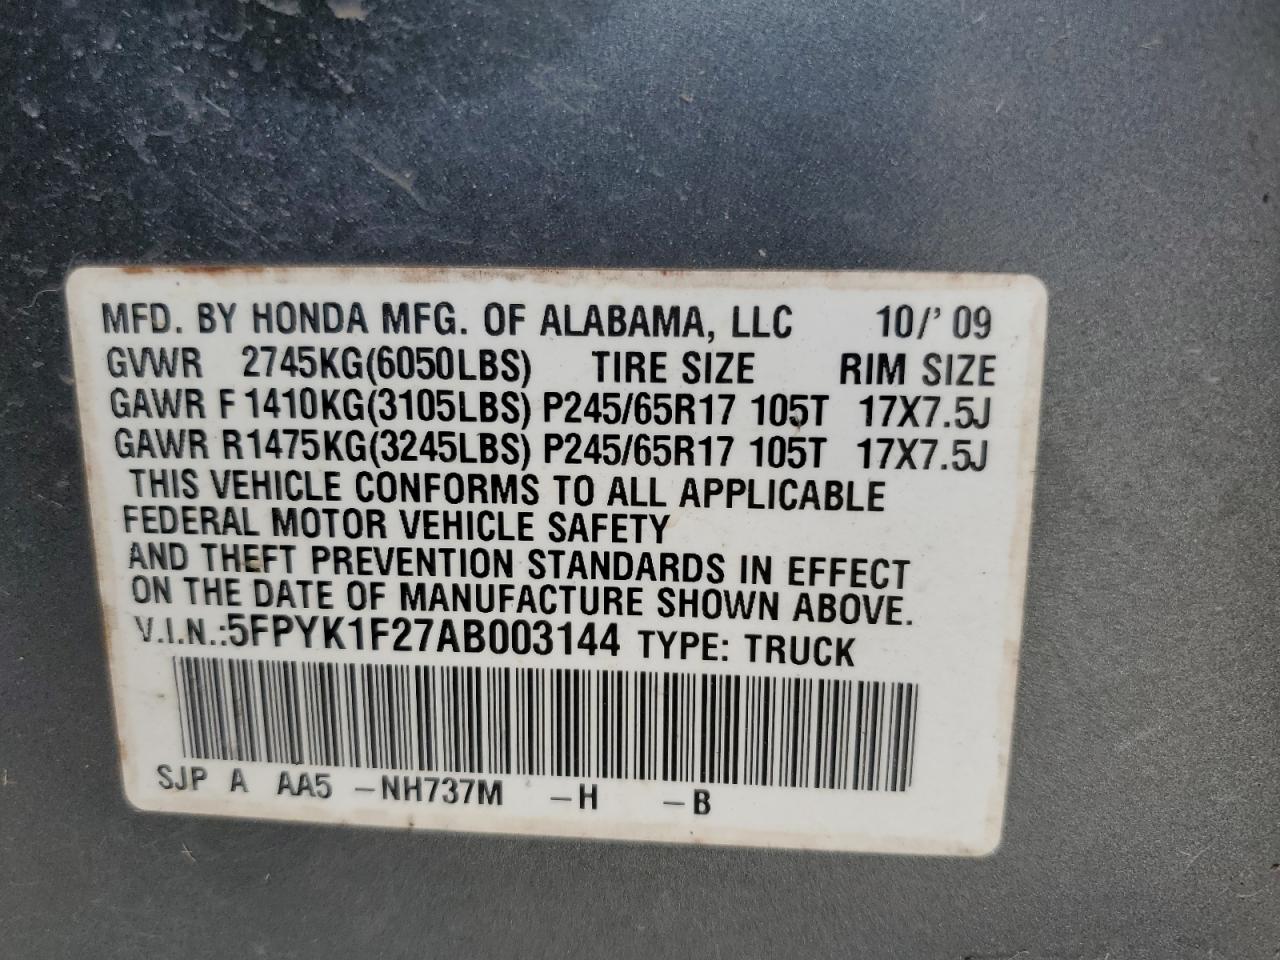 MFD. BY HONDA MFG. OF ALABAMA, LLC 10/'09
GVWR 2745KG(6050LBS) TIRE SIZE RIM SIZE
GAWR F 1410KG(3105LBS) P245/65R17 105T 17X7.5J
GAWR R1475KG(3245LBS) P245/65R17 105T 17X7.5J
THIS VEHICLE CONFORMS TO ALL APPLICABLE
FEDERAL MOTOR VEHICLE SAFETY
AND THEFT PREVENTION STANDARDS IN EFFECT
ON THE DATE OF MANUFACTURE SHOWN ABOVE.
V.I.N.:5FPYK1F27AB003144 TYPE: TRUCK
SJP A AA5 -NH737M -H -B